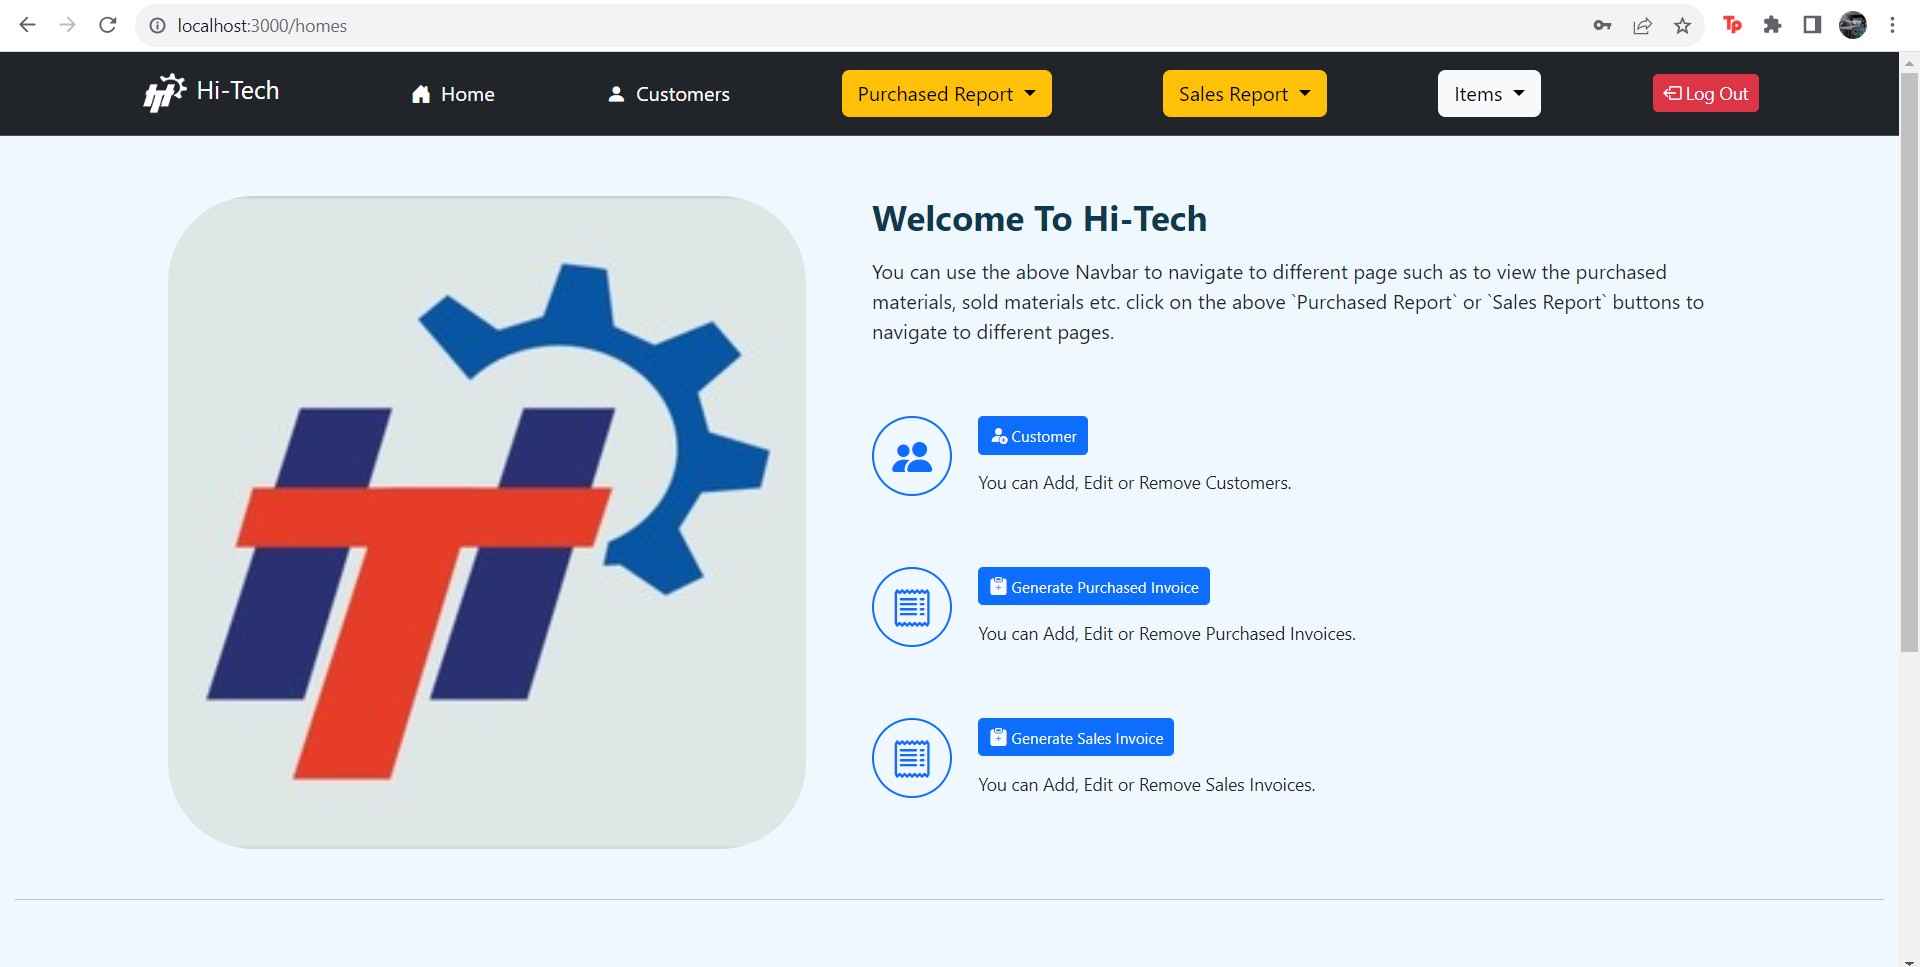 localhost:3000/homes
Tp
Hi-Tech
Home
Customers
Purchased Report
Sales Report
Items
Log Out
Welcome To Hi-Tech
You can use the above Navbar to navigate to different page such as to view the purchased
materials, sold materials etc. click on the above `Purchased Report` or `Sales Report` buttons to
navigate to different pages.
HT
Customer
You can Add, Edit or Remove Customers.
Generate Purchased Invoice
You can Add, Edit or Remove Purchased Invoices.
Generate Sales Invoice
You can Add, Edit or Remove Sales Invoices.